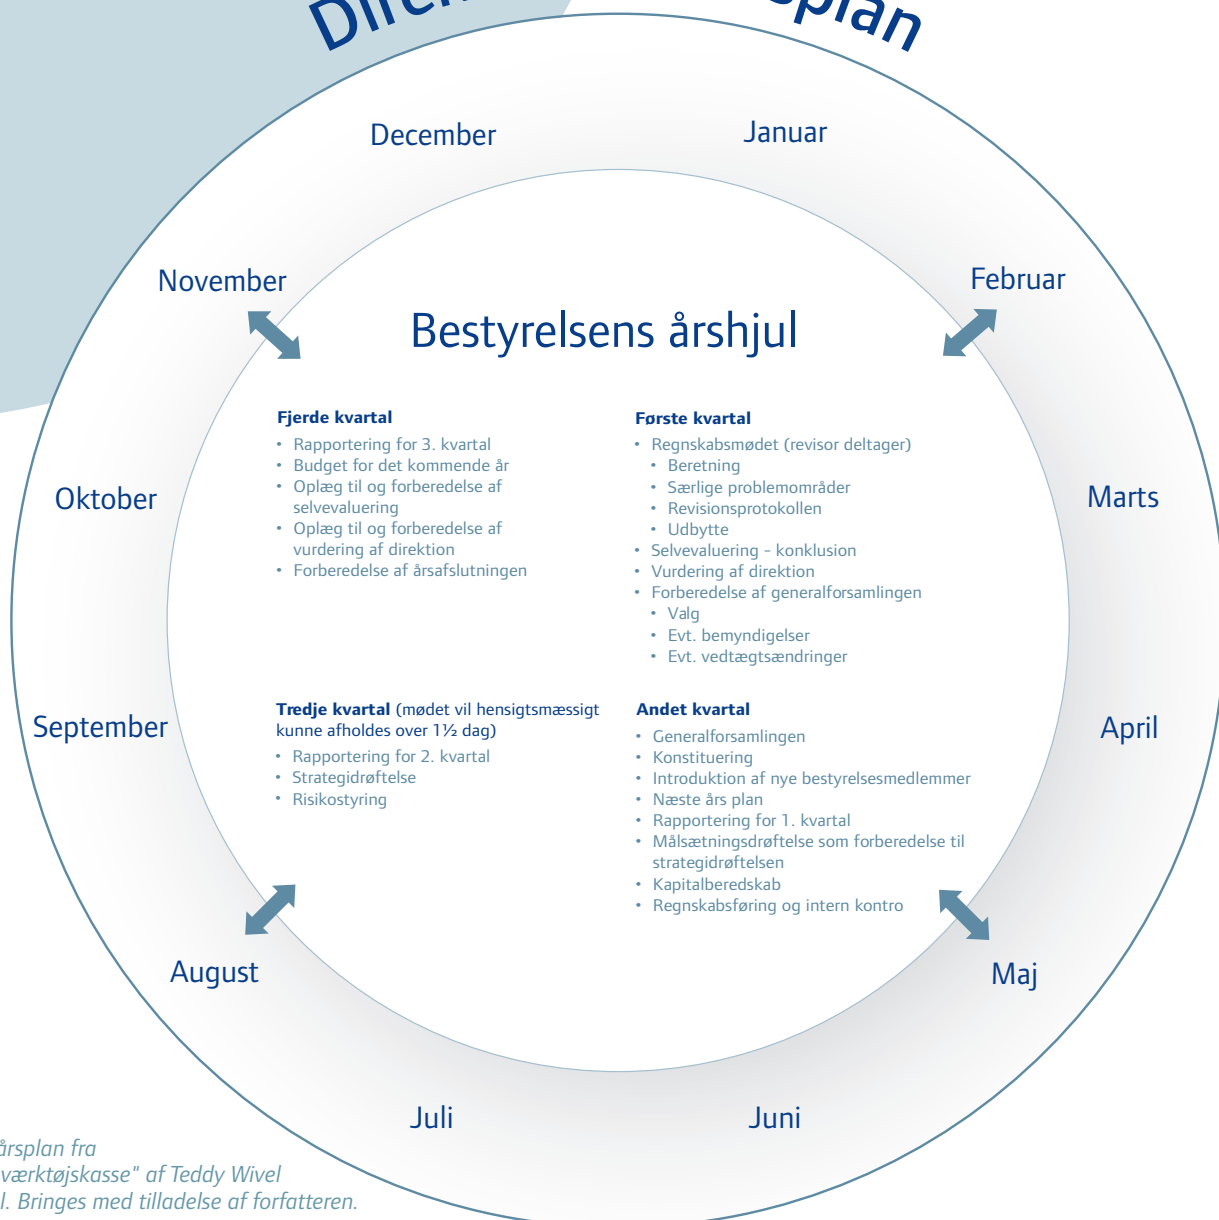 December
Januar
November
Februar
Bestyrelsens årshjul
Oktober
Marts
Fjerde kvartal
• Rapportering for 3. kvartal
• Budget for det kommende år
• Oplæg til og forberedelse af
selvevaluering
• Oplæg til og forberedelse af
vurdering af direktion
• Forberedelse af årsafslutningen
Første kvartal
• Regnskabsmødet (revisor deltager)
• Beretning
• Særlige problemområder
• Revisionsprotokollen
• Udbytte
• Selvevaluering - konklusion
• Vurdering af direktion
• Forberedelse af generalforsamlingen
• Valg
• Evt. bemyndigelser
• Evt. vedtægtsændringer
September
April
Tredje kvartal (mødet vil hensigtsmæssigt
kunne afholdes over 1½ dag)
• Rapportering for 2. kvartal
• Strategidrøftelse
• Risikostyring
Andet kvartal
• Generalforsamlingen
• Konstituering
• Introduktion af nye bestyrelsesmedlemmer
• Næste års plan
• Rapportering for 1. kvartal
• Målsætningsdrøftelse som forberedelse til
strategidrøftelsen
• Kapitalberedskab
• Regnskabsføring og intern kontro
August
Maj
Juli
Juni
årsplan fra
værktøjskasse" af Teddy Wivel
l. Bringes med tilladelse af forfatteren.